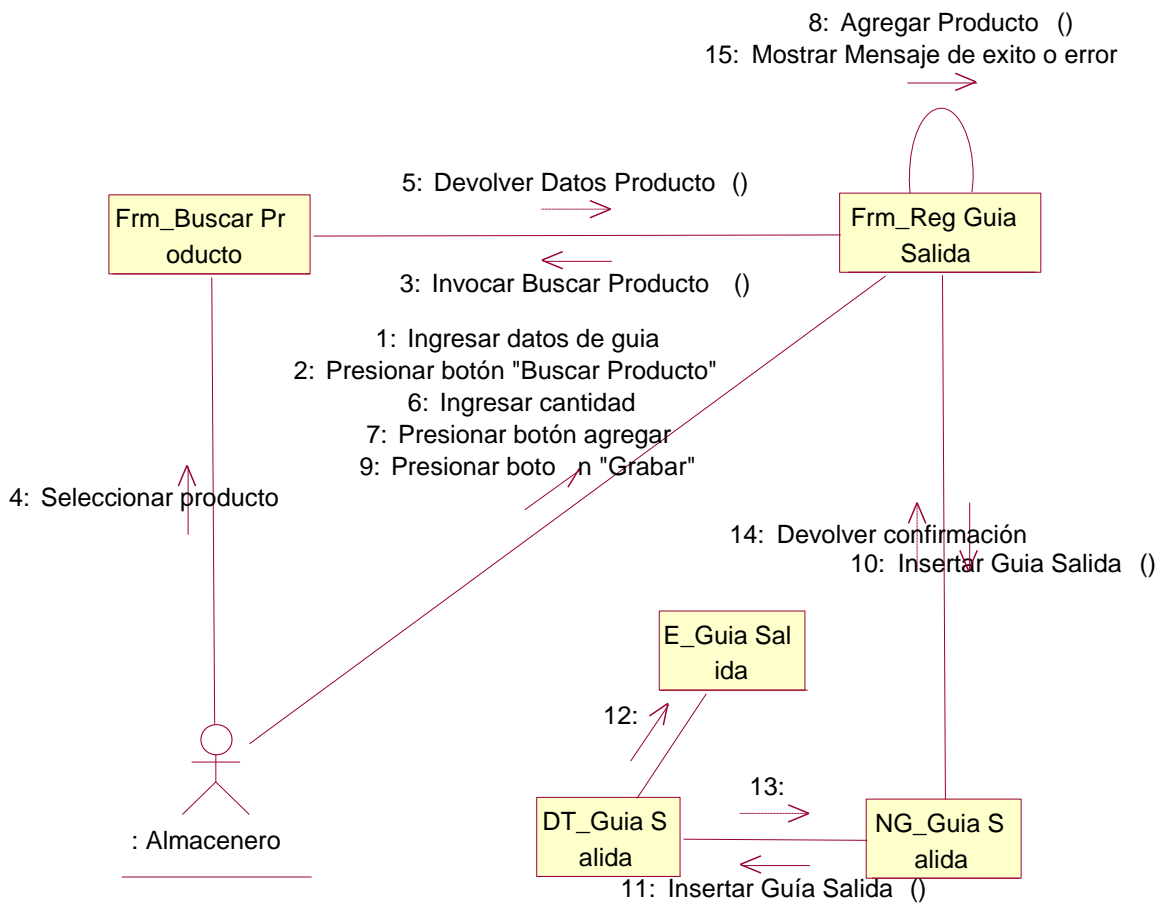 8: Agregar Producto ()
15: Mostrar Mensaje de exito o error
5: Devolver Datos Producto ()
Frm_Buscar Pr
oducto
Frm_Reg Guia
Salida
3: Invocar Buscar Producto ()
1: Ingresar datos de guia
2: Presionar botón "Buscar Producto"
6: Ingresar cantidad
7: Presionar botón agregar
9: Presionar boto n "Grabar"
4: Seleccionar producto
14: Devolver confirmación
10: Insertar Guia Salida ()
E_Guia Sal
ida
12:
13:
DT_Guia S
alida
NG_Guia S
alida
: Almacenero
11: Insertar Guía Salida ()